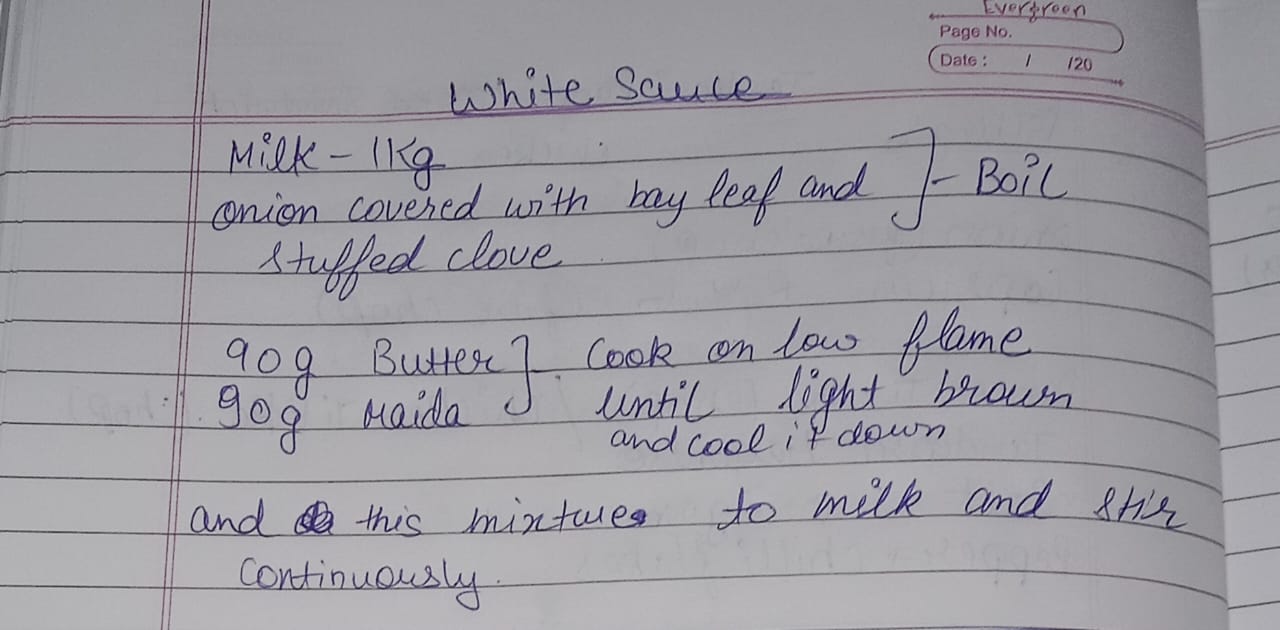 Evergreen
Page No.
Date : / /20
White Sauce
Milk - 1Kg
onion covered with bay leaf and ]- Boil
stuffed clove
90g Butter ] Cook on low flame
90g Maida until light brown
and cool it down
and this mixture to milk and stir
continuously.